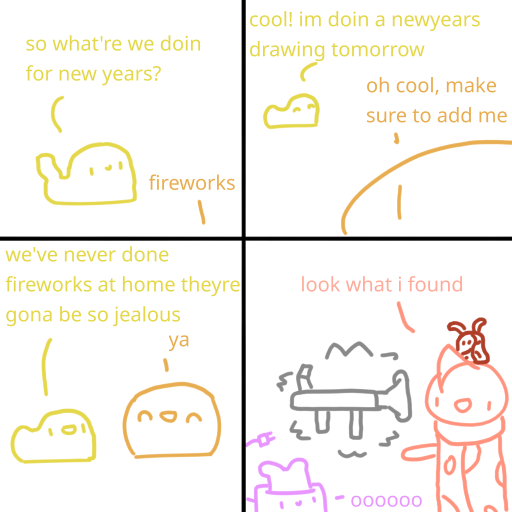 so what're we doin
for new years?
fireworks
cool! im doin a newyears
drawing tomorrow
oh cool, make
sure to add me
we've never done
fireworks at home theyre
gona be so jealous
ya
look what i found
oooooo